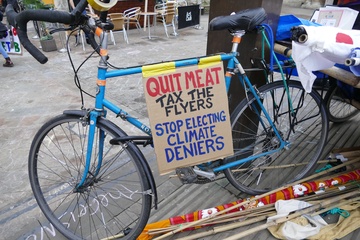 QUIT MEAT
TAX THE
FLYERS
STOP ELECTING
CLIMATE
DENIERS